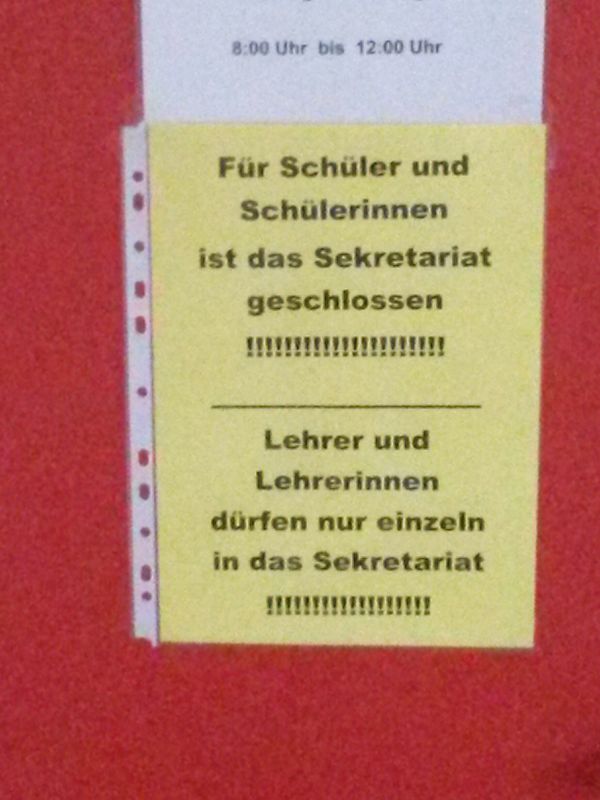 8:00 Uhr bis 12:00 Uhr
Für Schüler und
Schülerinnen
ist das Sekretariat
geschlossen
!!!!!!!!!!!!!!!!!!!!!!
Lehrer und
Lehrerinnen
dürfen nur einzeln
in das Sekretariat
!!!!!!!!!!!!!!!!!!